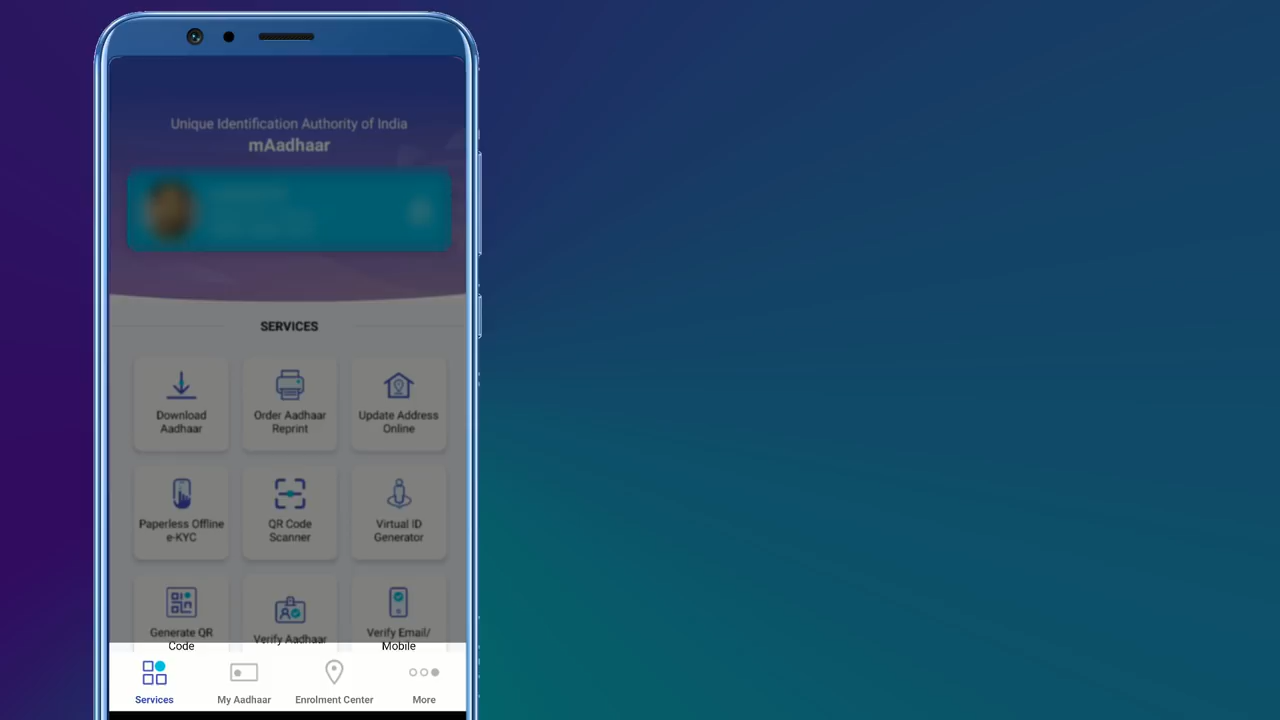 Unique Identification Authority of India
mAadhaar
SERVICES
Download
Aadhaar
Order Aadhaar
Reprint
Update Address
Online
Paperless Offline
e-KYC
QR Code
Scanner
Virtual ID
Generator
Generate QR
Code
Verify Aadhaar
Verify Email/
Mobile
Services
My Aadhaar
Enrolment Center
More